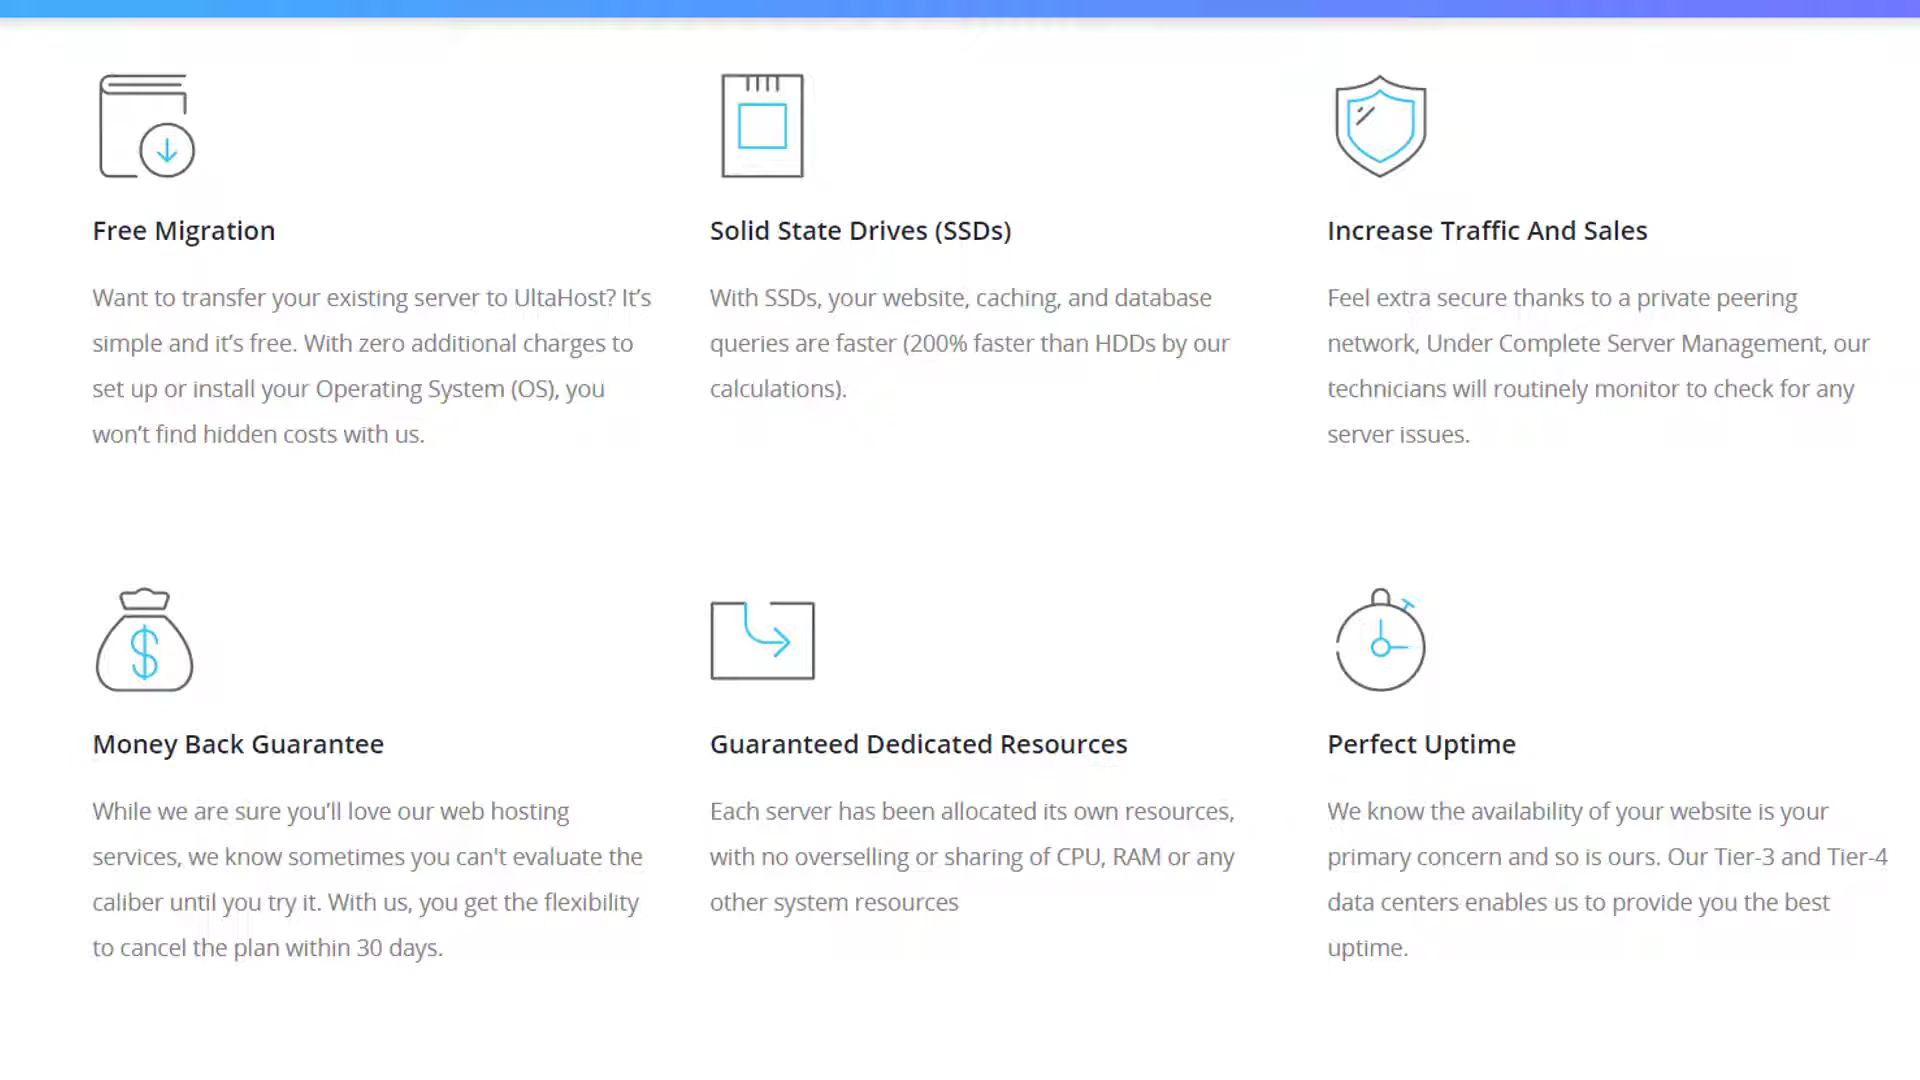 Free Migration
Want to transfer your existing server to UltaHost? It’s
simple and it’s free. With zero additional charges to
set up or install your Operating System (OS), you
won’t find hidden costs with us.
Solid State Drives (SSDs)
With SSDs, your website, caching, and database
queries are faster (200% faster than HDDs by our
calculations).
Increase Traffic And Sales
Feel extra secure thanks to a private peering
network, Under Complete Server Management, our
technicians will routinely monitor to check for any
server issues.
Money Back Guarantee
While we are sure you’ll love our web hosting
services, we know sometimes you can't evaluate the
caliber until you try it. With us, you get the flexibility
to cancel the plan within 30 days.
Guaranteed Dedicated Resources
Each server has been allocated its own resources,
with no overselling or sharing of CPU, RAM or any
other system resources
Perfect Uptime
We know the availability of your website is your
primary concern and so is ours. Our Tier-3 and Tier-4
data centers enables us to provide you the best
uptime.